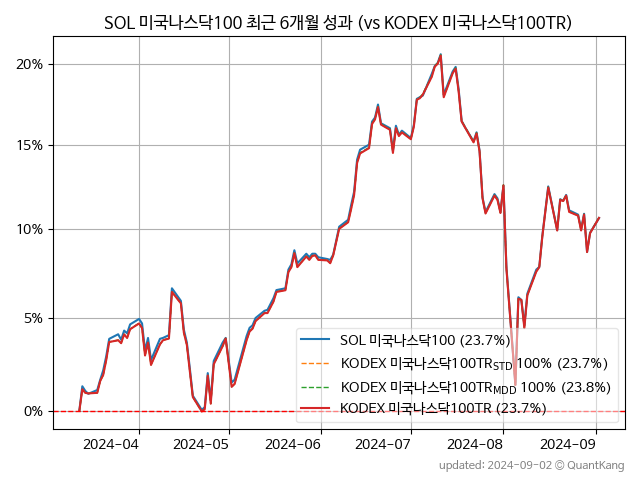 SOL 미국나스닥100 최근 6개월 성과 (vs KODEX 미국나스닥100TR)
20%
15%
10%
5%
0%
SOL 미국나스닥100 (23.7%)
KODEX 미국나스닥100TR_STD 100% (23.7%)
KODEX 미국나스닥100TR_MDD 100% (23.8%)
KODEX 미국나스닥100TR (23.7%)
2024-04 2024-05 2024-06 2024-07 2024-08 2024-09
updated: 2024-09-02 © QuantKang